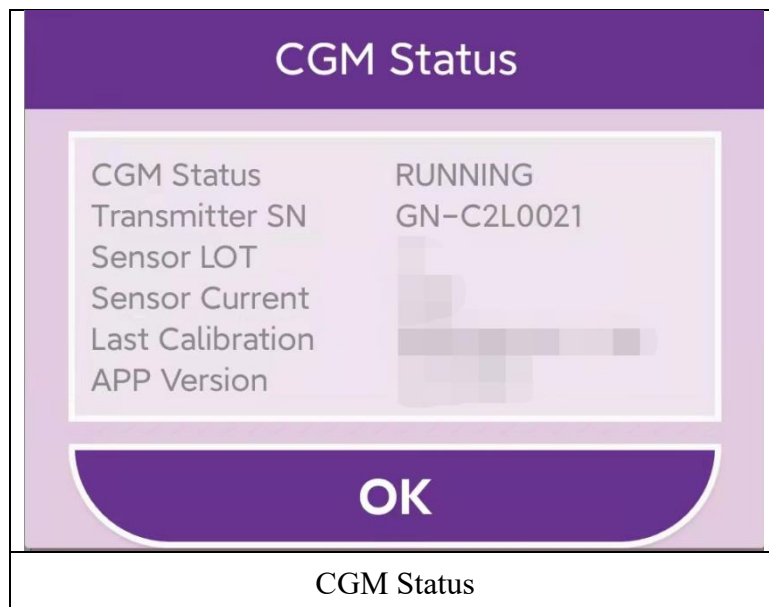 CGM Status
CGM Status RUNNING
Transmitter SN GN-C2L0021
Sensor LOT
Sensor Current
Last Calibration
APP Version
OK
CGM Status